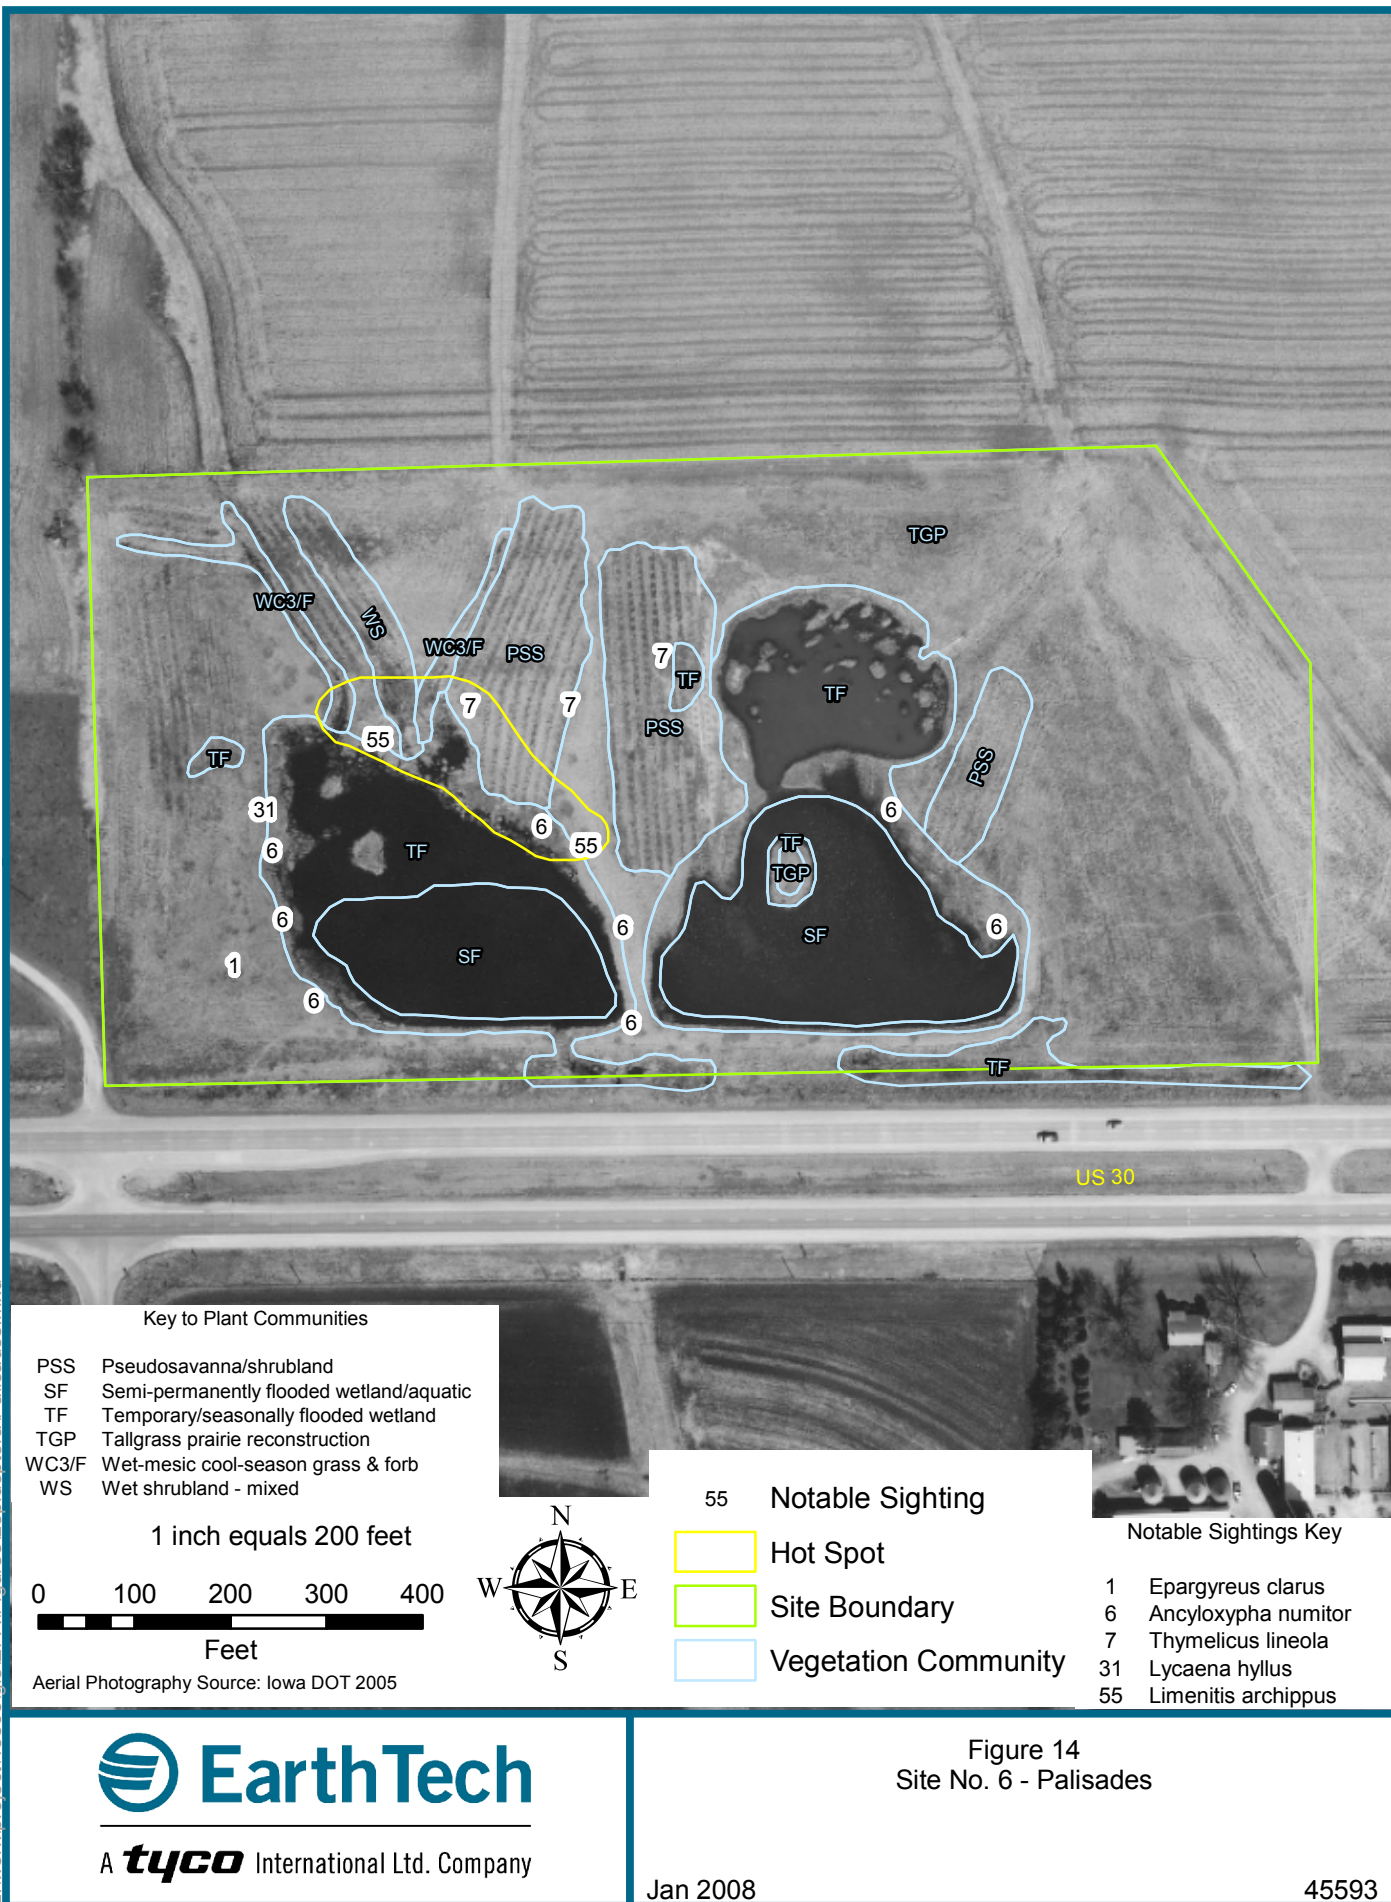 TGP
WC3/F
WS
WC3/F
PSS
7
TF
TF
7
7
PSS
55
TF
PSS
31
6
6
6
55
TF
TF
TGP
6
6
6
SF
6
SF
1
6
6
TF
US 30
Key to Plant Communities
PSS Pseudosavanna/shrubland
SF Semi-permanently flooded wetland/aquatic
TF Temporary/seasonally flooded wetland
TGP Tallgrass prairie reconstruction
WC3/F Wet-mesic cool-season grass & forb
WS Wet shrubland - mixed
1 inch equals 200 feet
0 100 200 300 400
Feet
Aerial Photography Source: Iowa DOT 2005
N
W E
S
55 Notable Sighting
Hot Spot
Site Boundary
Vegetation Community
Notable Sightings Key
1 Epargyreus clarus
6 Ancyloxypha numitor
7 Thymelicus lineola
31 Lycaena hyllus
55 Limenitis archippus
EarthTech
A tyco International Ltd. Company
Figure 14
Site No. 6 - Palisades
Jan 2008 45593